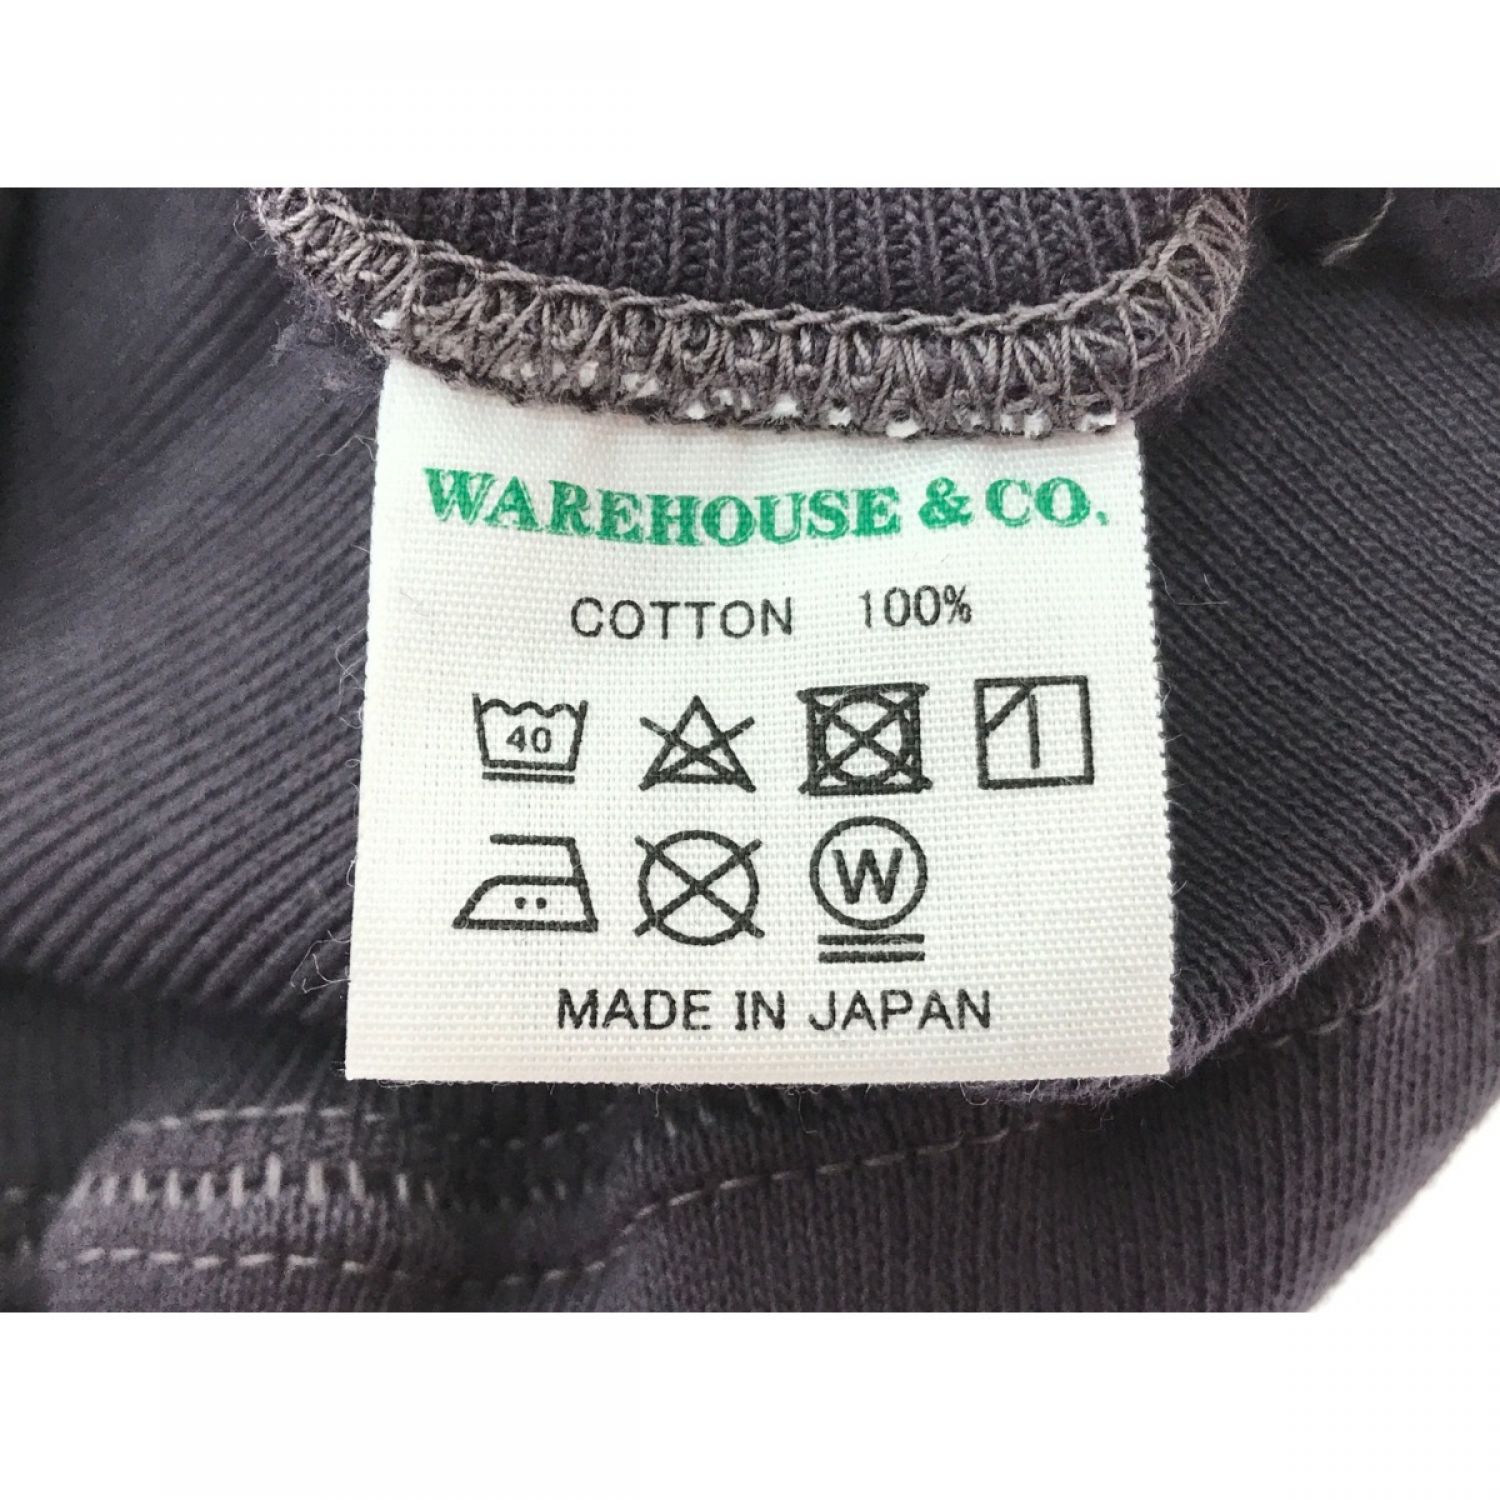 WAREHOUSE & CO.
COTTON 100%
40
W
MADE IN JAPAN